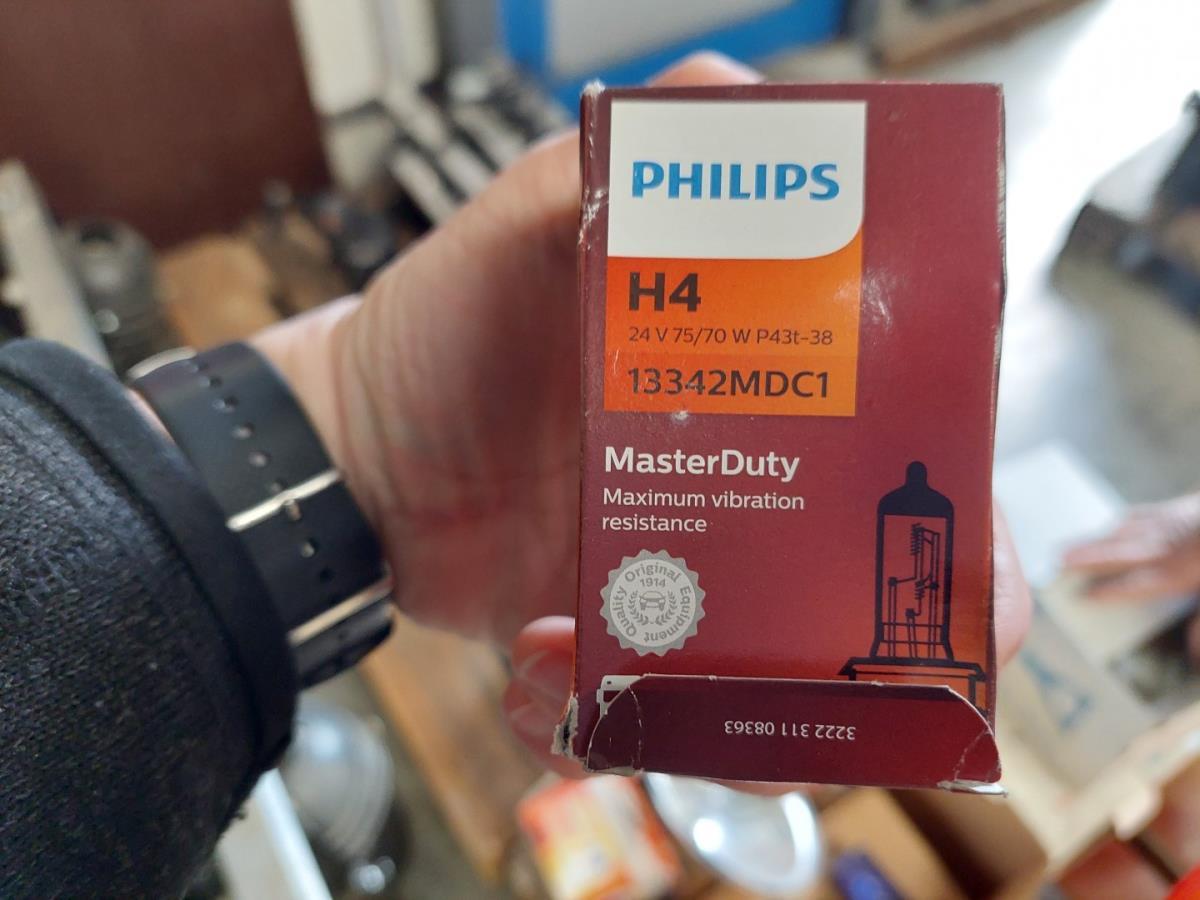 PHILIPS
H4
24 V 75/70 W P43t-38
13342MDC1
MasterDuty
Maximum vibration
resistance
Quality Original Equipment
1914
3222 311 08363